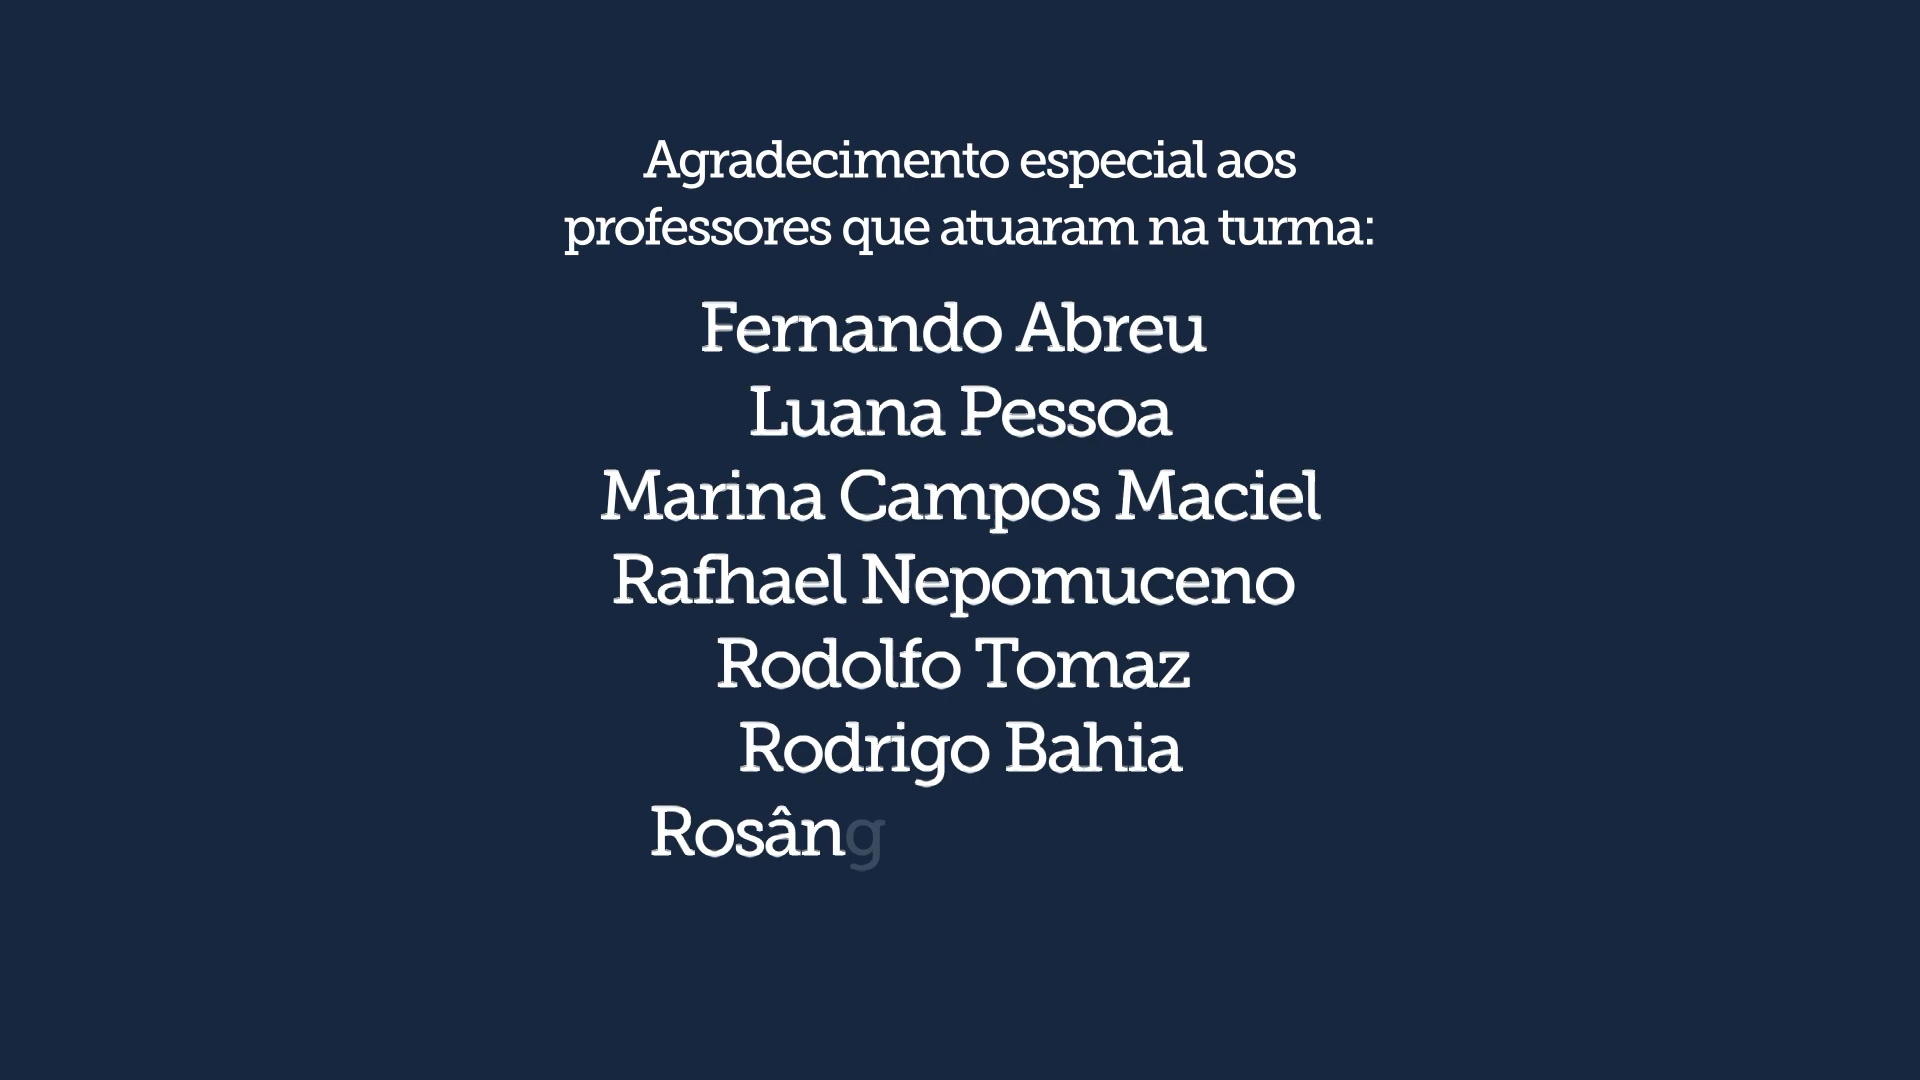 Agradecimento especial aos
professores que atuaram na turma:
Fernando Abreu
Luana Pessoa
Marina Campos Maciel
Rafhael Nepomuceno
Rodolfo Tomaz
Rodrigo Bahia
Rosâng